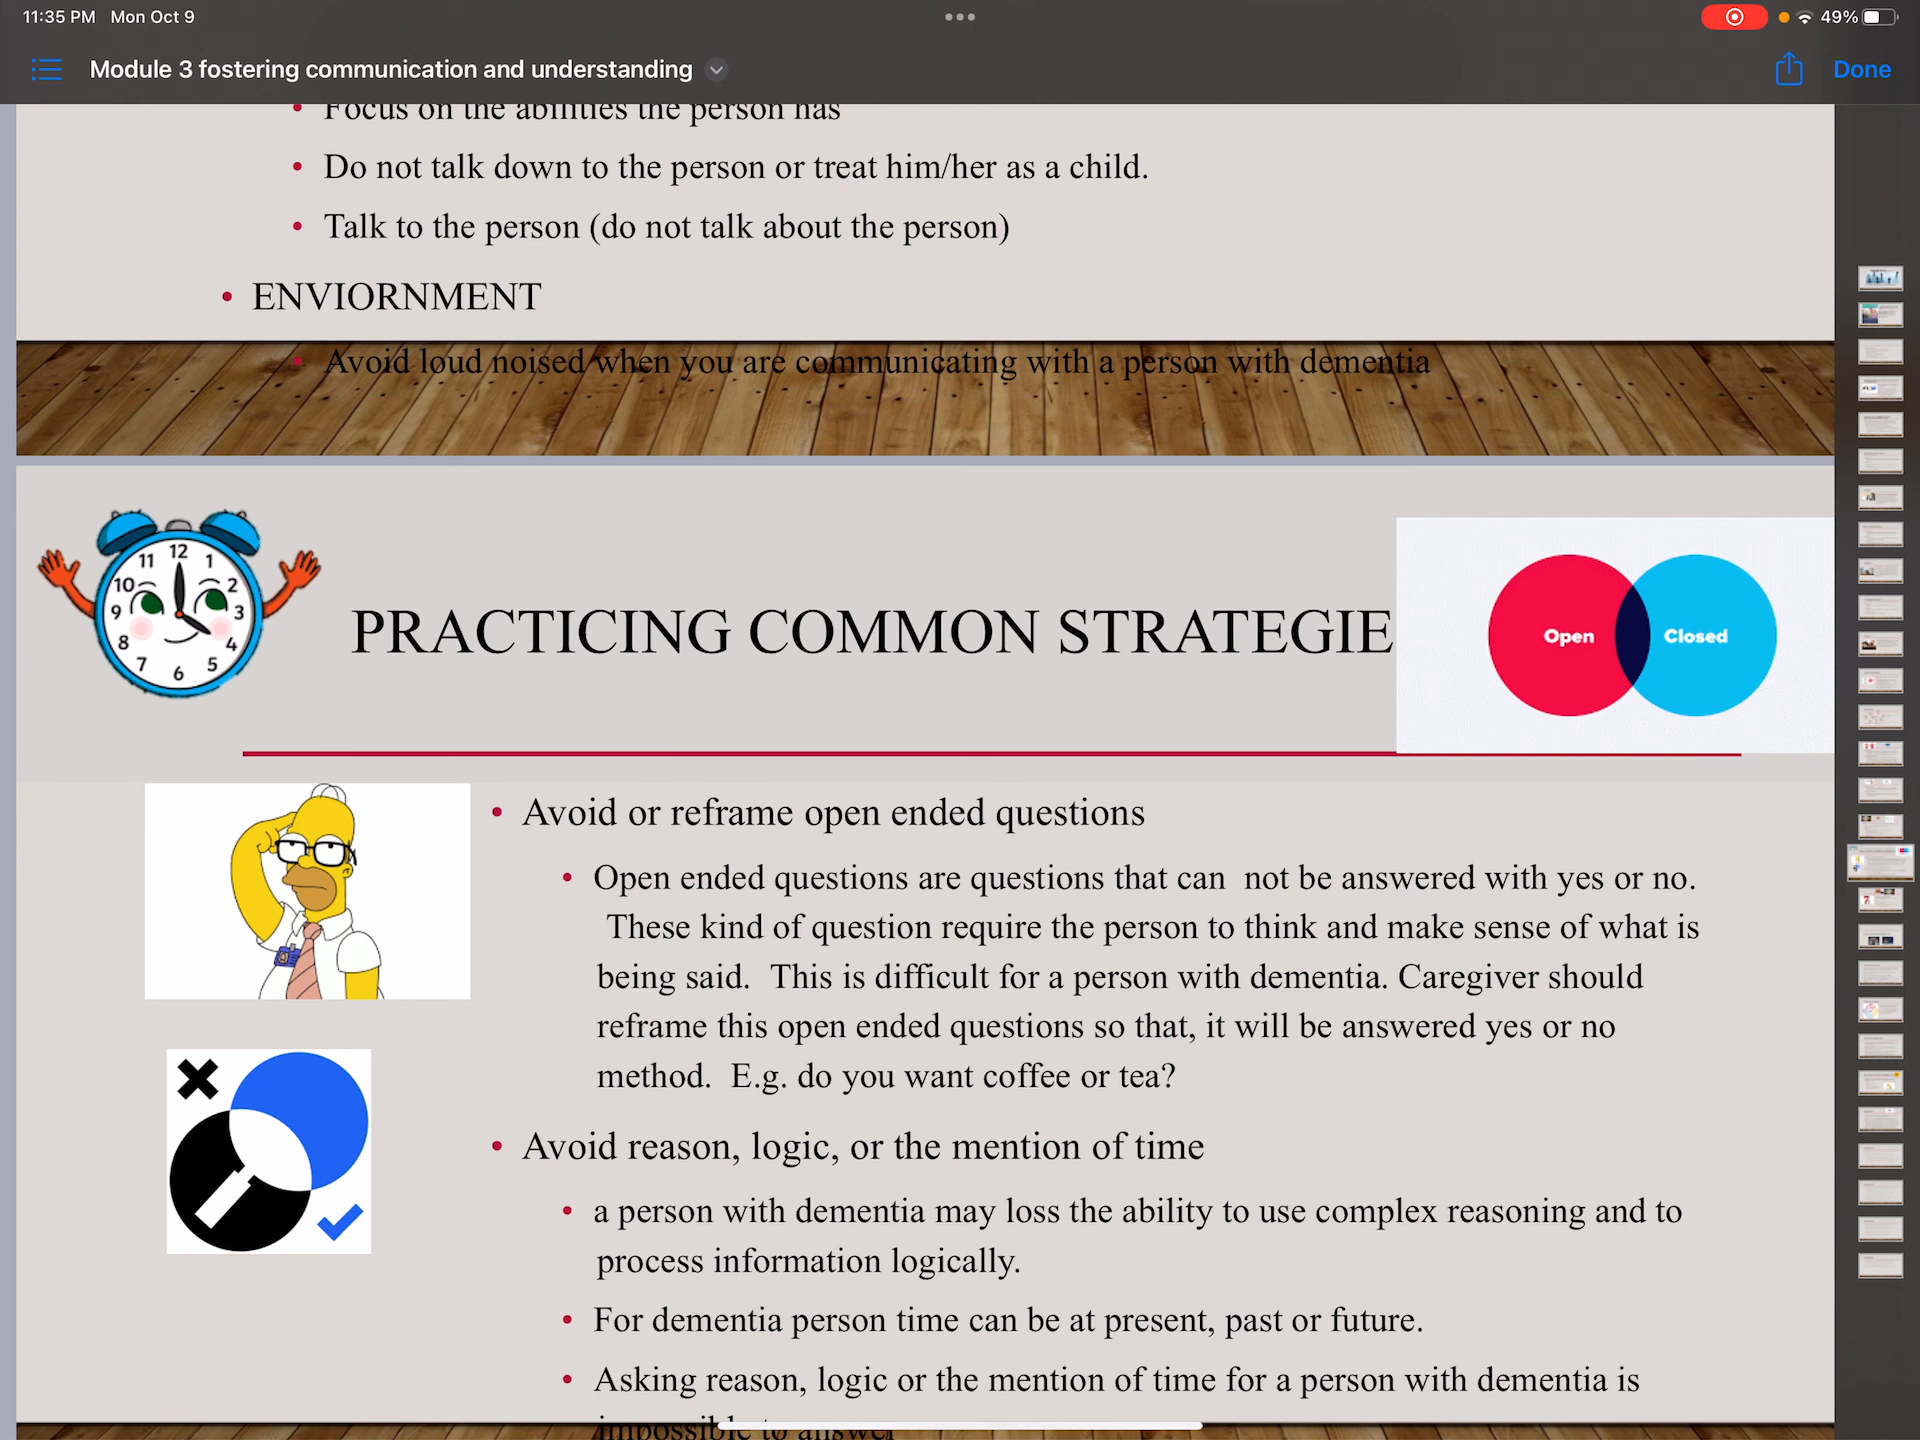 11:35 PM Mon Oct 9
49%
Module 3 fostering communication and understanding
Done
• Focus on the abilities the person has
• Do not talk down to the person or treat him/her as a child.
• Talk to the person (do not talk about the person)
• ENVIORNMENT
• Avoid loud noised when you are communicating with a person with dementia
12
11 1
10 2
9 3
8 4
7 5
6
PRACTICING COMMON STRATEGIE
Open Closed
• Avoid or reframe open ended questions
• Open ended questions are questions that can not be answered with yes or no.
These kind of question require the person to think and make sense of what is
being said. This is difficult for a person with dementia. Caregiver should
reframe this open ended questions so that, it will be answered yes or no
method. E.g. do you want coffee or tea?
• Avoid reason, logic, or the mention of time
• a person with dementia may loss the ability to use complex reasoning and to
process information logically.
• For dementia person time can be at present, past or future.
• Asking reason, logic or the mention of time for a person with dementia is
impossible to answer